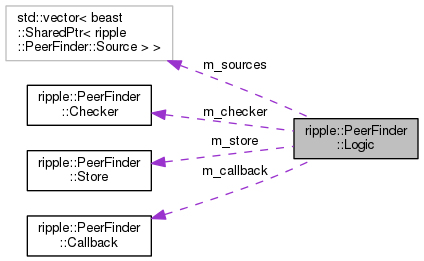 std::vector< beast
::SharedPtr< ripple
::PeerFinder::Source > >
m_sources
ripple::PeerFinder
::Checker
m_checker
ripple::PeerFinder
::Logic
m_store
ripple::PeerFinder
::Store
m_callback
ripple::PeerFinder
::Callback